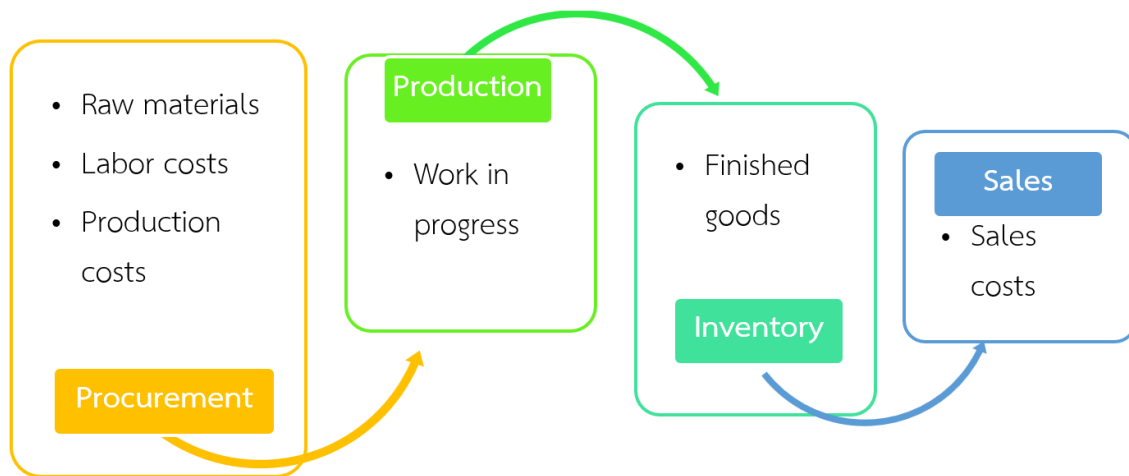 • Raw materials
• Labor costs
• Production
costs
Procurement
Production
• Work in
progress
• Finished
goods
Inventory
Sales
• Sales
costs